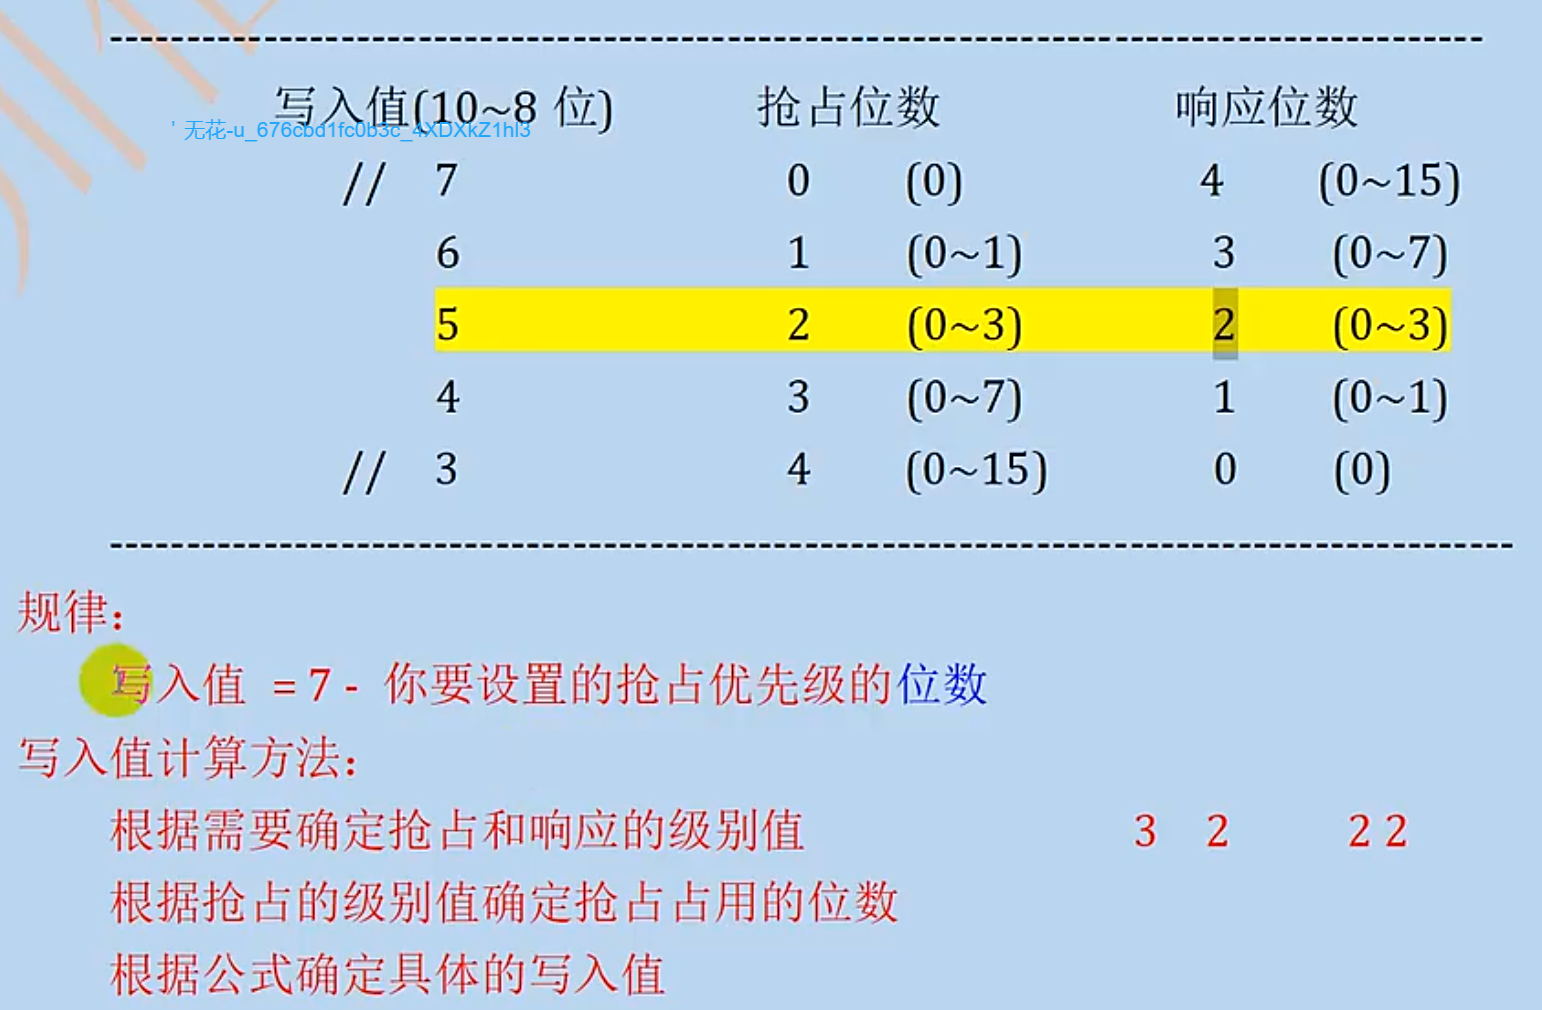 写入值(10~8 位) 抢占位数 响应位数
' 无花-u_676cbd1fc0b3c_4XDXkZ1hl3
// 7 0 (0) 4 (0~15)
6 1 (0~1) 3 (0~7)
5 2 (0~3) 2 (0~3)
4 3 (0~7) 1 (0~1)
// 3 4 (0~15) 0 (0)
规律：
写入值 = 7 - 你要设置的抢占优先级的位数
写入值计算方法：
根据需要确定抢占和响应的级别值 3 2 2 2
根据抢占的级别值确定抢占占用的位数
根据公式确定具体的写入值